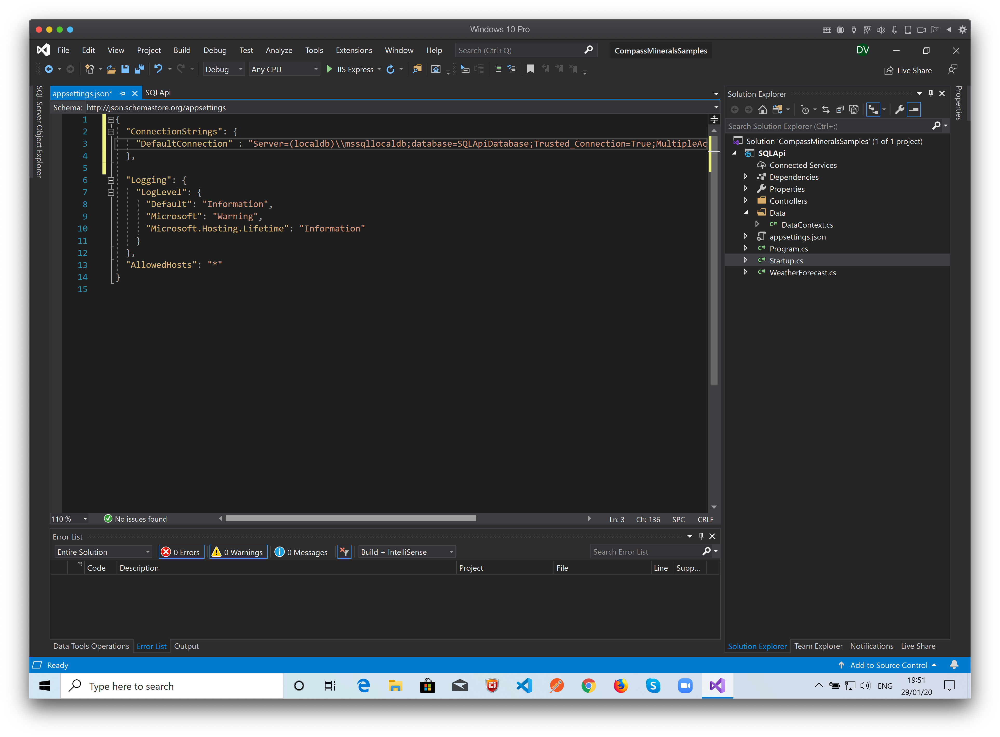 Windows 10 Pro
File Edit View Project Build Debug Test Analyze Tools Extensions Window Help Search (Ctrl+Q) CompassMineralsSamples DV
Debug Any CPU IIS Express Live Share
SQL Server Object Explorer
appsettings.json* SQLApi
Schema: http://json.schemastore.org/appsettings
1 {
2 "ConnectionStrings": {
3 "DefaultConnection" : "Server=(localdb)\\mssqllocaldb;database=SQLApiDatabase;Trusted_Connection=True;MultipleAc
4 },
5
6 "Logging": {
7 "LogLevel": {
8 "Default": "Information",
9 "Microsoft": "Warning",
10 "Microsoft.Hosting.Lifetime": "Information"
11 }
12 },
13 "AllowedHosts": "*"
14 }
15
110 % No issues found Ln: 3 Ch: 136 SPC CRLF
Error List
Entire Solution 0 Errors 0 Warnings 0 Messages Build + IntelliSense Search Error List
Code Description Project File Line Supp...
Data Tools Operations Error List Output
Solution Explorer
Search Solution Explorer (Ctrl+;)
Solution 'CompassMineralsSamples' (1 of 1 project)
SQLApi
Connected Services
Dependencies
Properties
Controllers
Data
C# DataContext.cs
appsettings.json
C# Program.cs
C# Startup.cs
C# WeatherForecast.cs
Solution Explorer Team Explorer Notifications Live Share
Properties
Ready Add to Source Control
Type here to search ENG 19:51
29/01/20